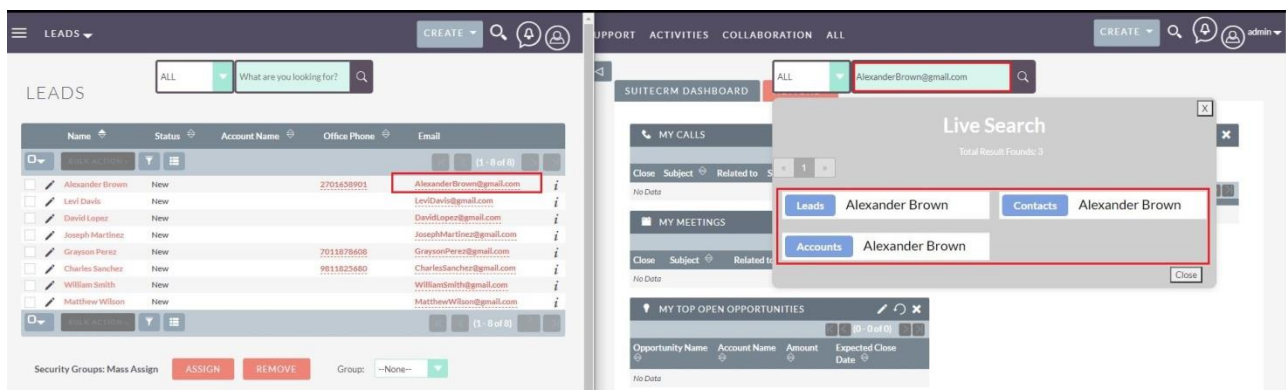 LEADS
CREATE
ALL
What are you looking for?
LEADS
Name Status Account Name Office Phone Email
BULK ACTION
(1 - 8 of 8)
Alexander Brown New 2701658901 AlexanderBrown@gmail.com i
Levi Davis New LeviDavis@gmail.com i
David Lopez New DavidLopez@gmail.com i
Joseph Martinez New JosephMartinez@gmail.com i
Grayson Perez New 7011878608 GraysonPerez@gmail.com i
Charles Sanchez New 9811825680 CharlesSanchez@gmail.com i
William Smith New WilliamSmith@gmail.com i
Matthew Wilson New MatthewWilson@gmail.com i
BULK ACTION
(1 - 8 of 8)
Security Groups: Mass Assign ASSIGN REMOVE Group: --None--
UPPORT ACTIVITIES COLLABORATION ALL
CREATE
admin
ALL
AlexanderBrown@gmail.com
SUITECRM DASHBOARD
MY CALLS
Close Subject Related to S
No Data
MY MEETINGS
Close Subject Related to
No Data
MY TOP OPEN OPPORTUNITIES
(0 - 0 of 0)
Opportunity Name Account Name Amount Expected Close Date
No Data
X
Live Search
Total Result Founds: 3
« 1 »
Leads Alexander Brown
Contacts Alexander Brown
Accounts Alexander Brown
Close